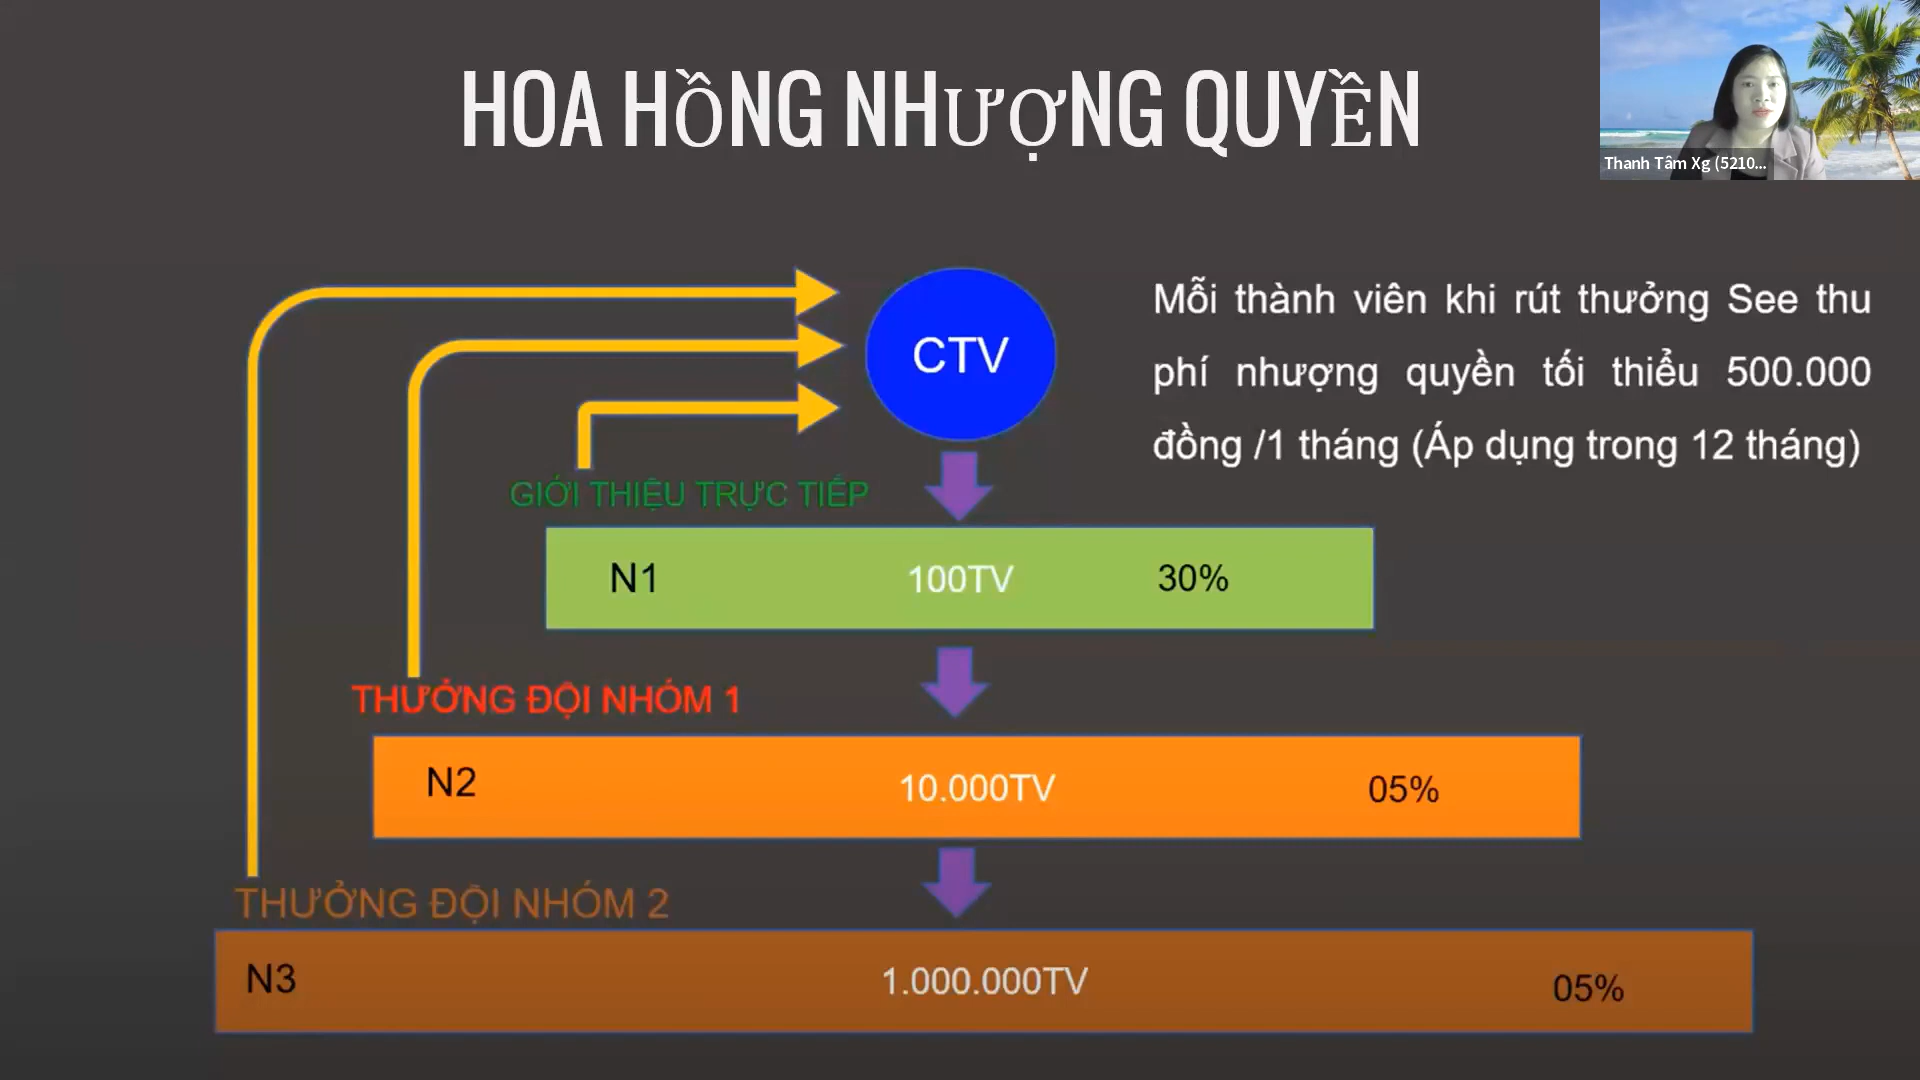 HOA HỒNG NHƯỢNG QUYỀN
Thanh Tâm Xg (5210...
CTV
Mỗi thành viên khi rút thưởng See thu
phí nhượng quyền tối thiểu 500.000
đồng /1 tháng (Áp dụng trong 12 tháng)
GIỚI THIỆU TRỰC TIẾP
N1 100TV 30%
THƯỞNG ĐỘI NHÓM 1
N2 10.000TV 05%
THƯỞNG ĐỘI NHÓM 2
N3 1.000.000TV 05%